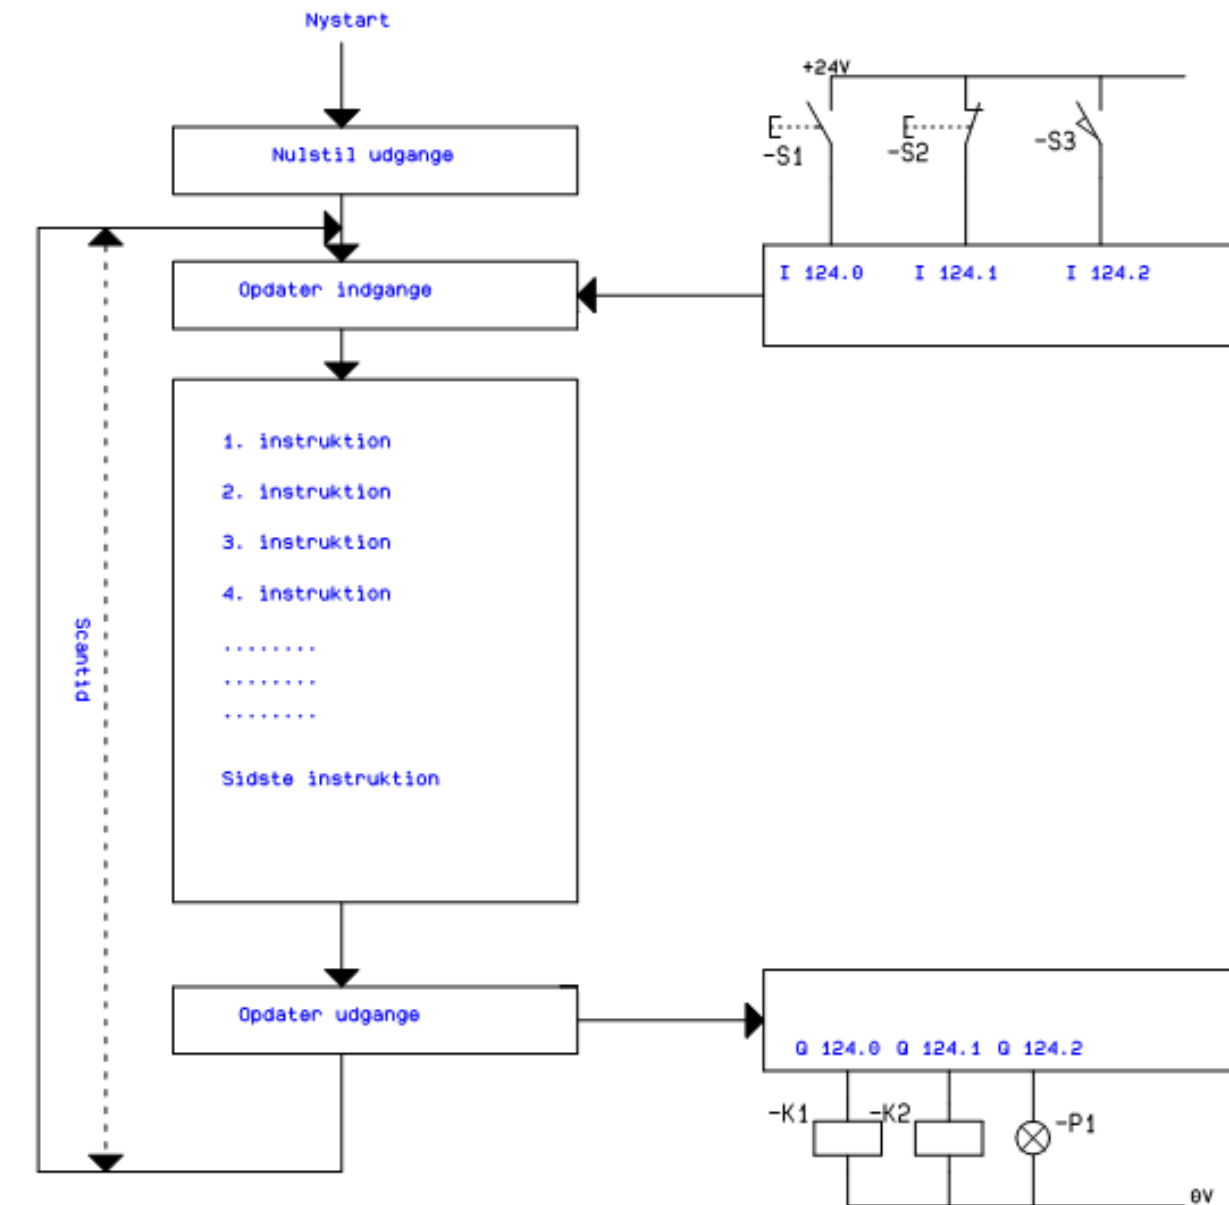 Nystart
Nulstil udgange
Opdater indgange
1. instruktion
2. instruktion
3. instruktion
4. instruktion
........
........
........
Sidste instruktion
Opdater udgange
Scantid
+24V
-S1
-S2
-S3
I 124.0 I 124.1 I 124.2
Q 124.0 Q 124.1 Q 124.2
-K1
-K2
-P1
0V